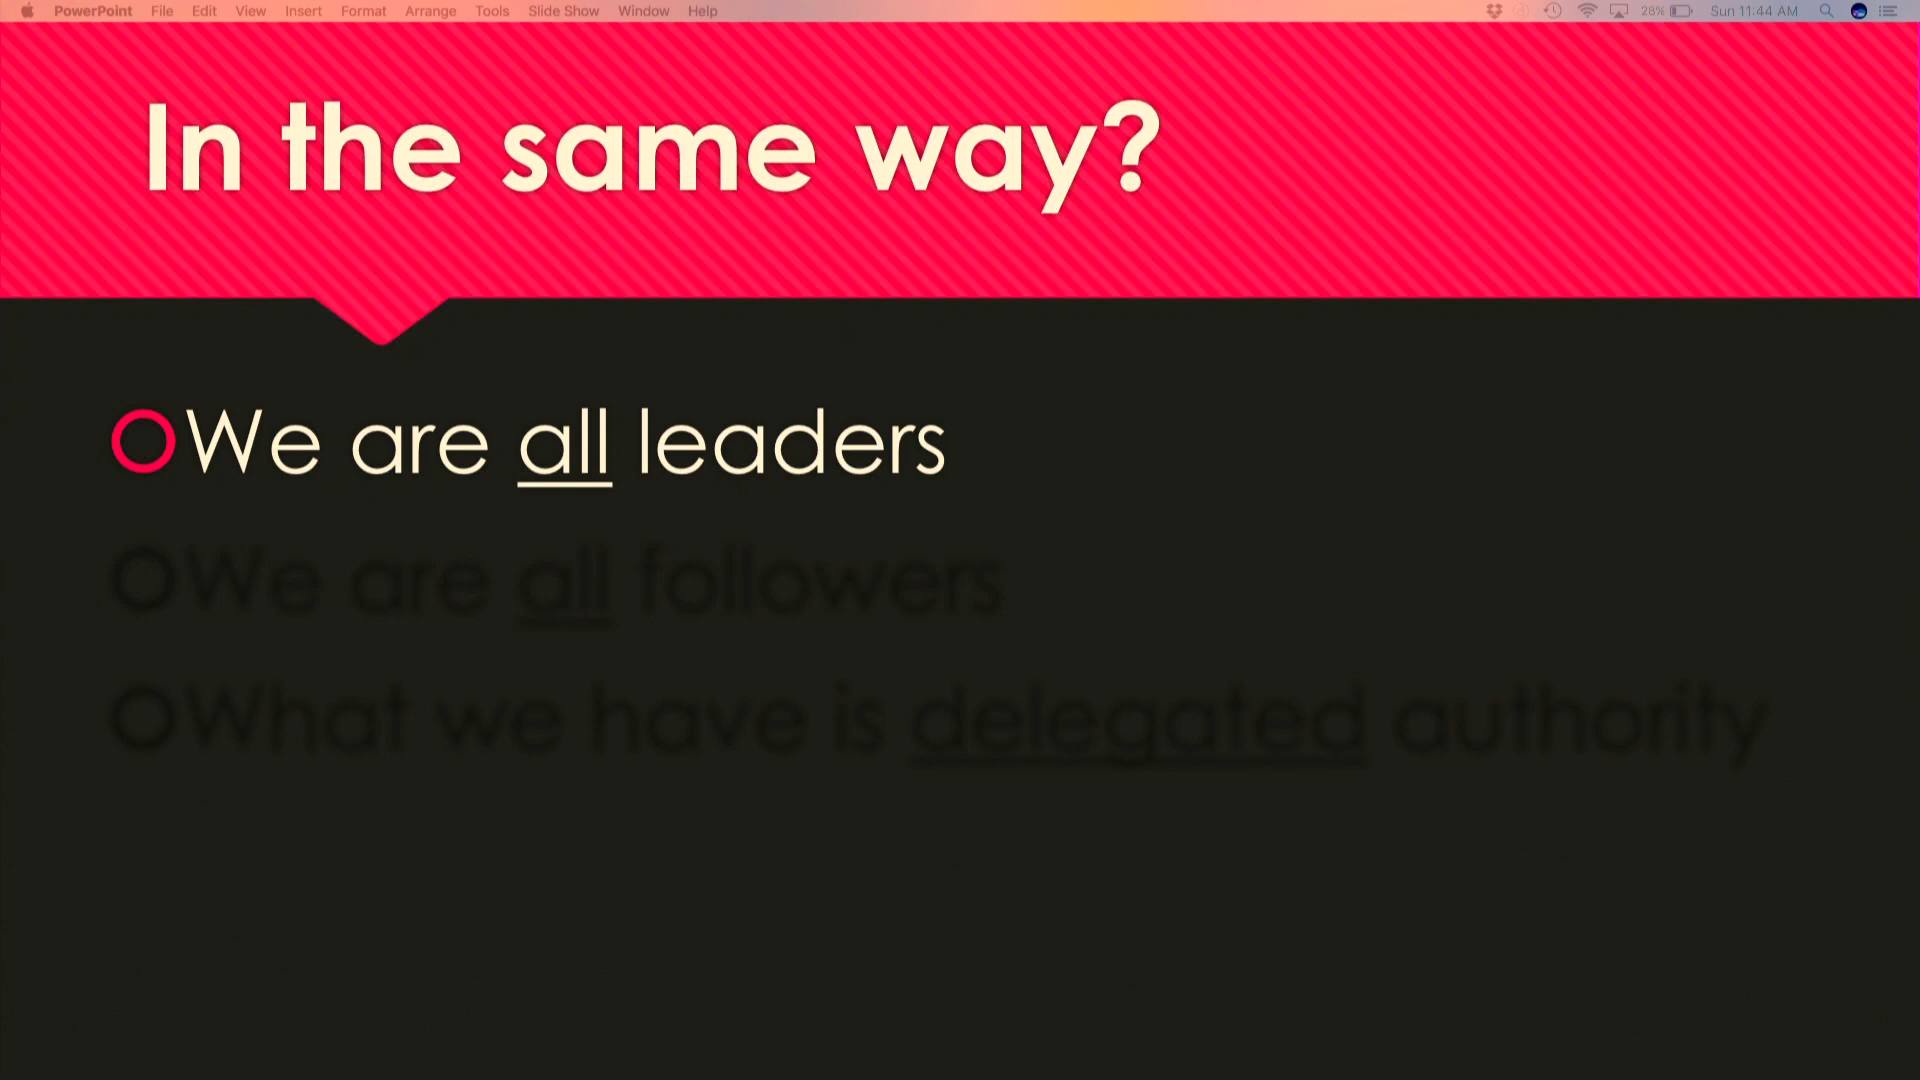 PowerPoint File Edit View Insert Format Arrange Tools Slide Show Window Help 28% Sun 11:44 AM
In the same way?
We are all leaders
We are all followers
What we have is delegated authority